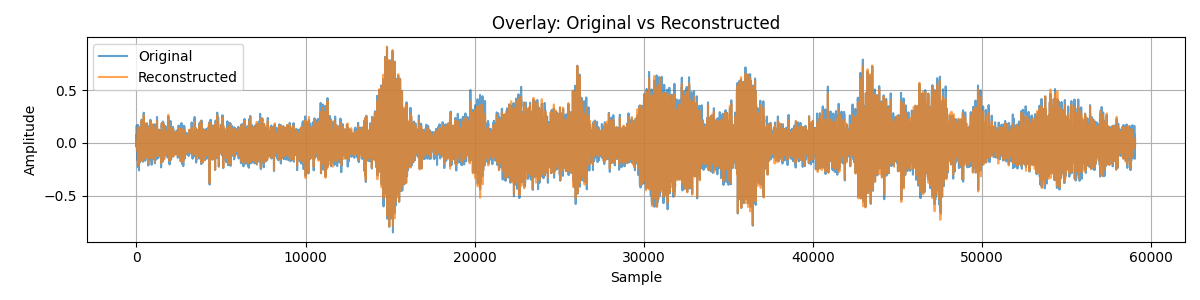 Overlay: Original vs Reconstructed
Original
Reconstructed
Amplitude
0.5
0.0
−0.5
0 10000 20000 30000 40000 50000 60000
Sample